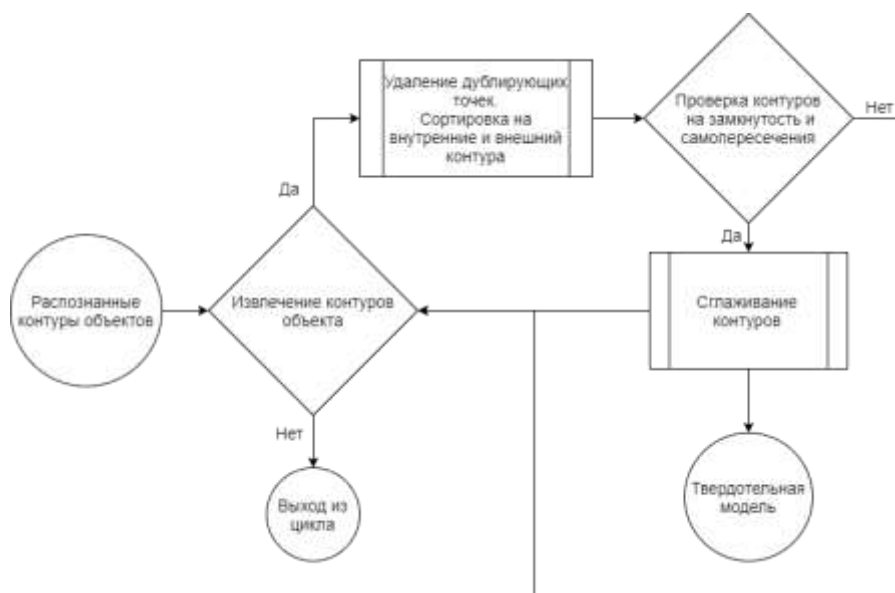 Удаление дублирующих
точек.
Сортировка на
внутренние и внешний
контура
Проверка контуров
на замкнутость и
самопересечения
Нет
Да
Да
Распознанные
контуры объектов
Извлечение контуров
объекта
Сглаживание
контуров
Нет
Выход из
цикла
Твердотельная
модель